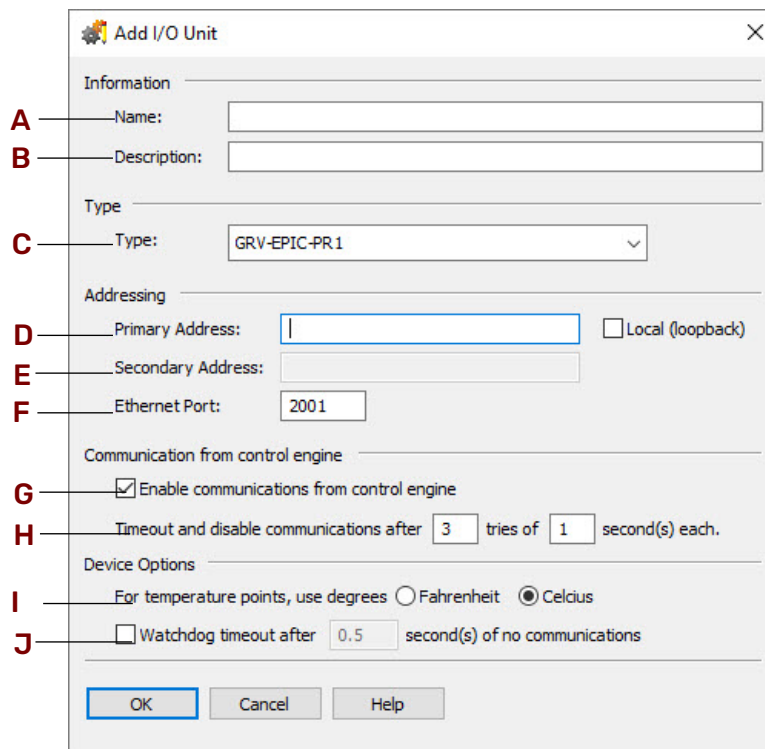 Add I/O Unit
Information
A Name:
B Description:
Type
C Type: GRV-EPIC-PR1
Addressing
D Primary Address: Local (loopback)
E Secondary Address:
F Ethernet Port: 2001
Communication from control engine
G Enable communications from control engine
H Timeout and disable communications after 3 tries of 1 second(s) each.
Device Options
I For temperature points, use degrees Fahrenheit Celcius
J Watchdog timeout after 0.5 second(s) of no communications
OK Cancel Help